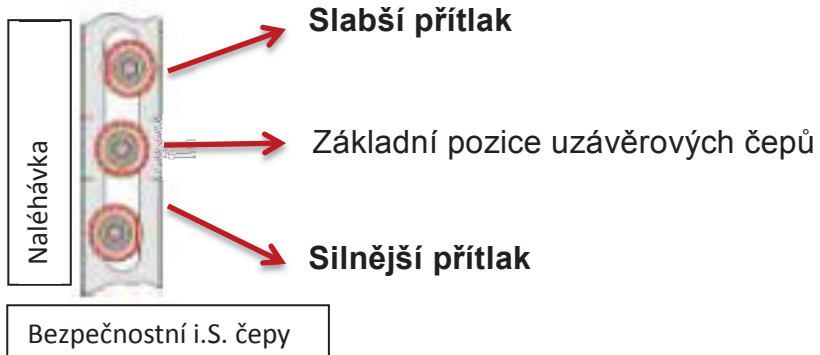 Slabší přítlak
Naléhávka
Základní pozice uzávěrových čepů
Silnější přítlak
Bezpečnostní i.S. čepy